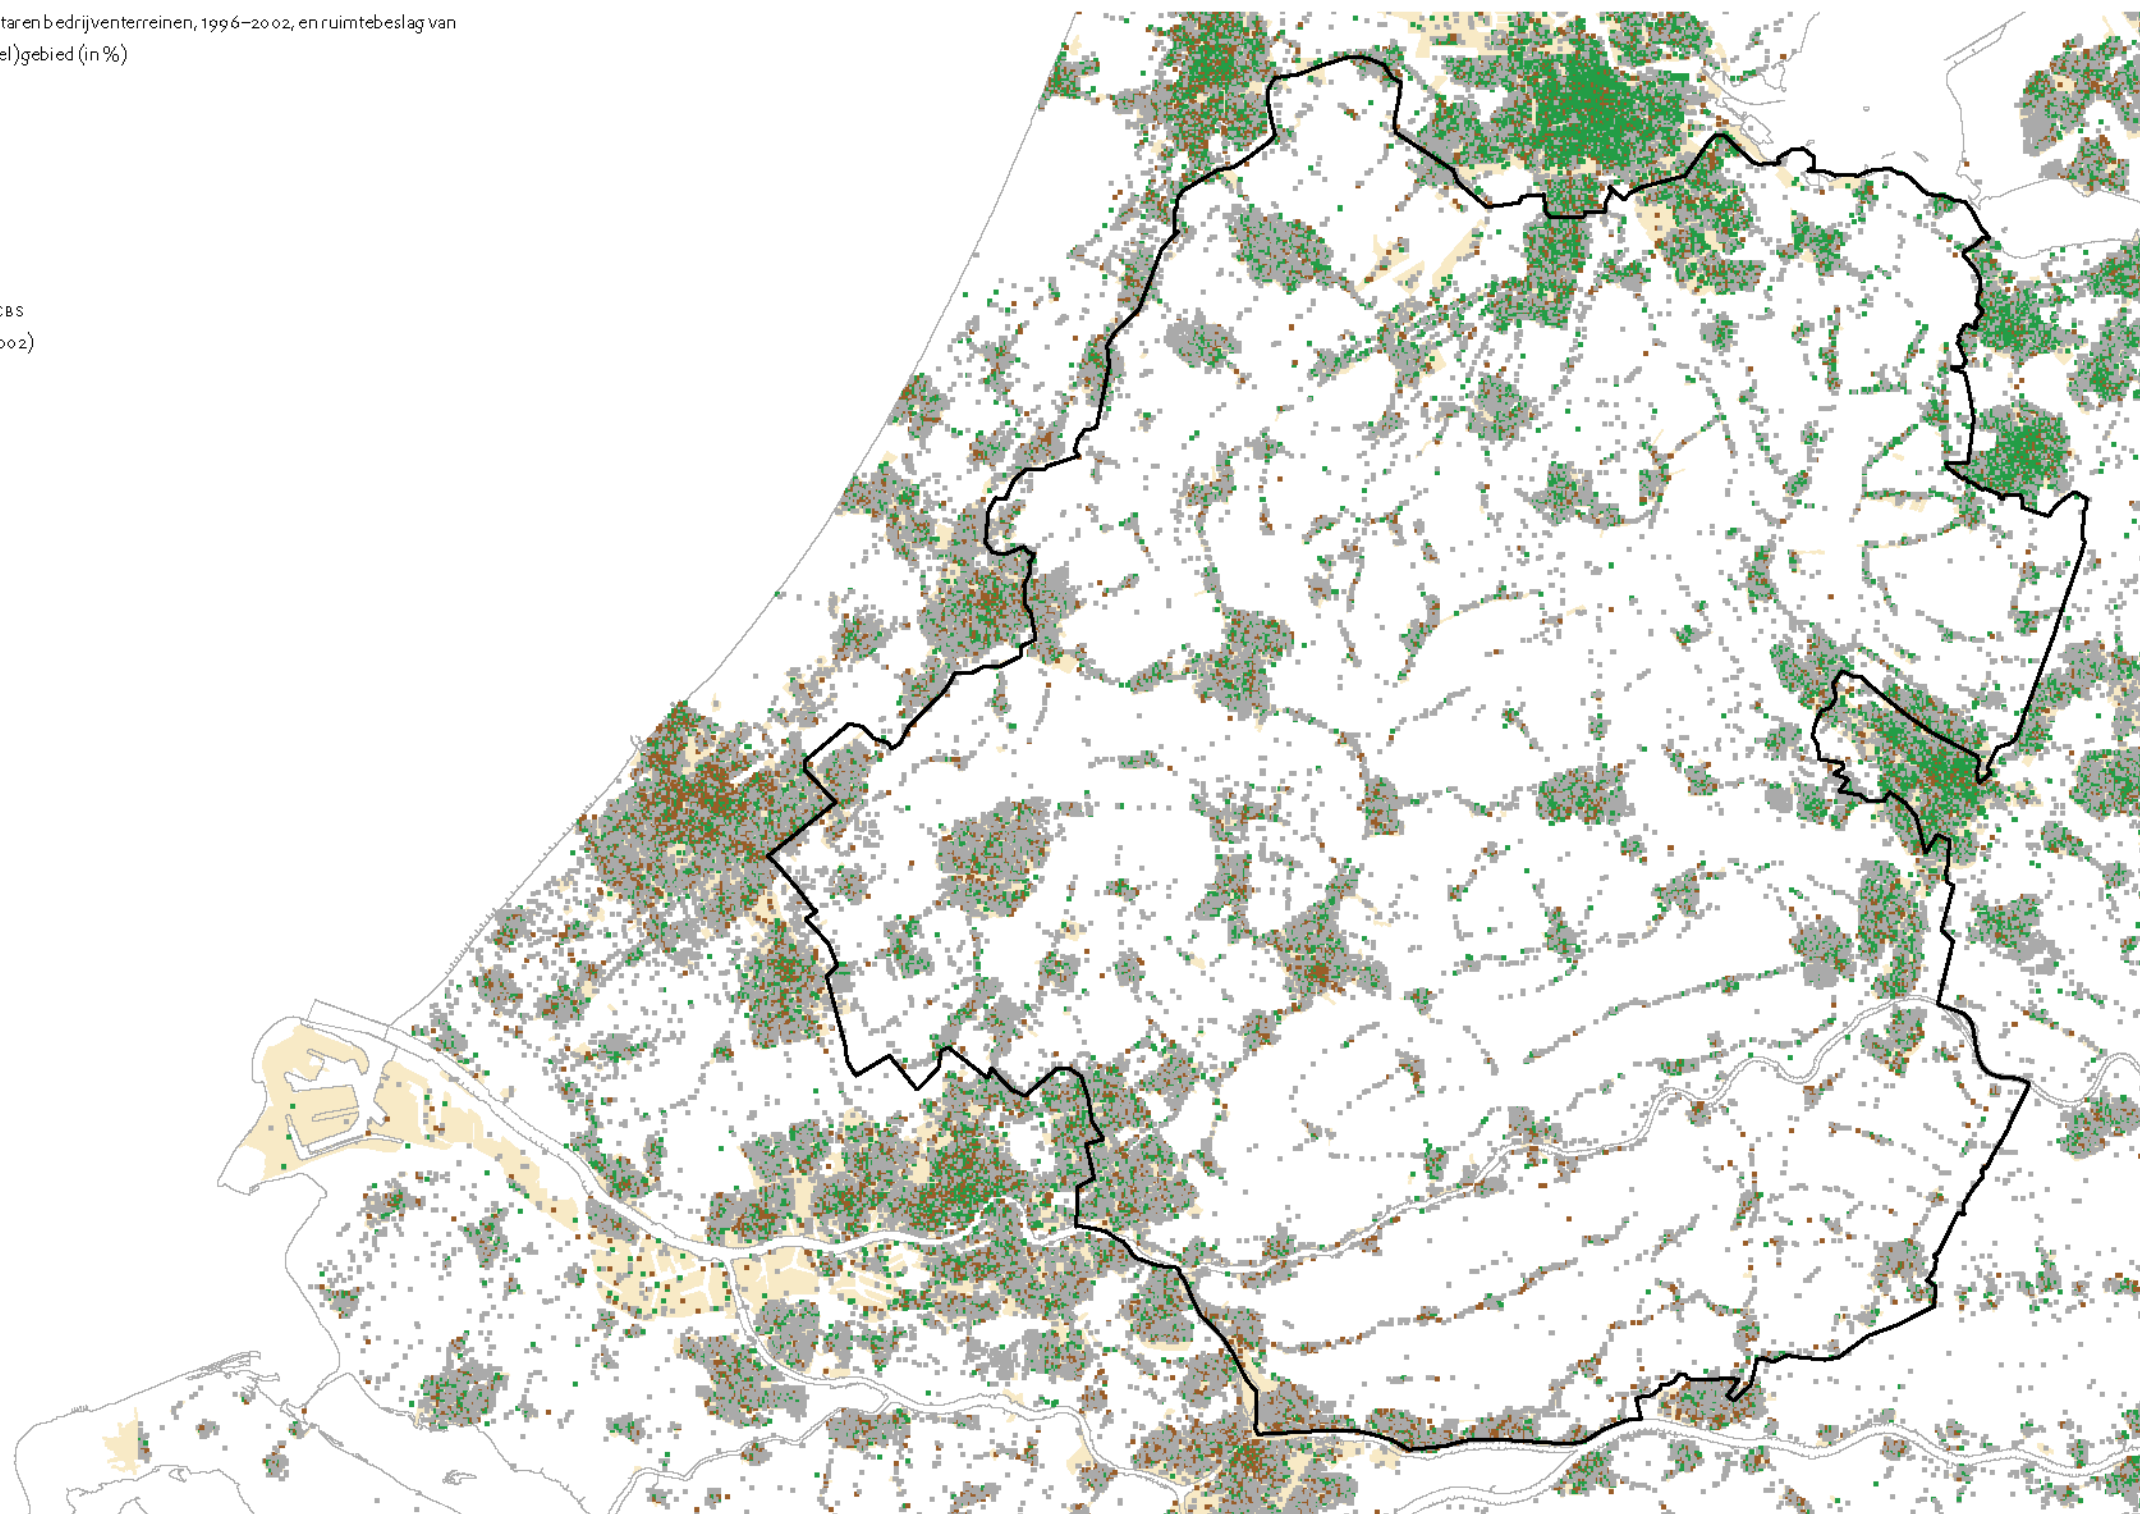 taren bedrijventerreinen, 1996–2002, en ruimtebeslag van
el)gebied (in %)
CBS
002)